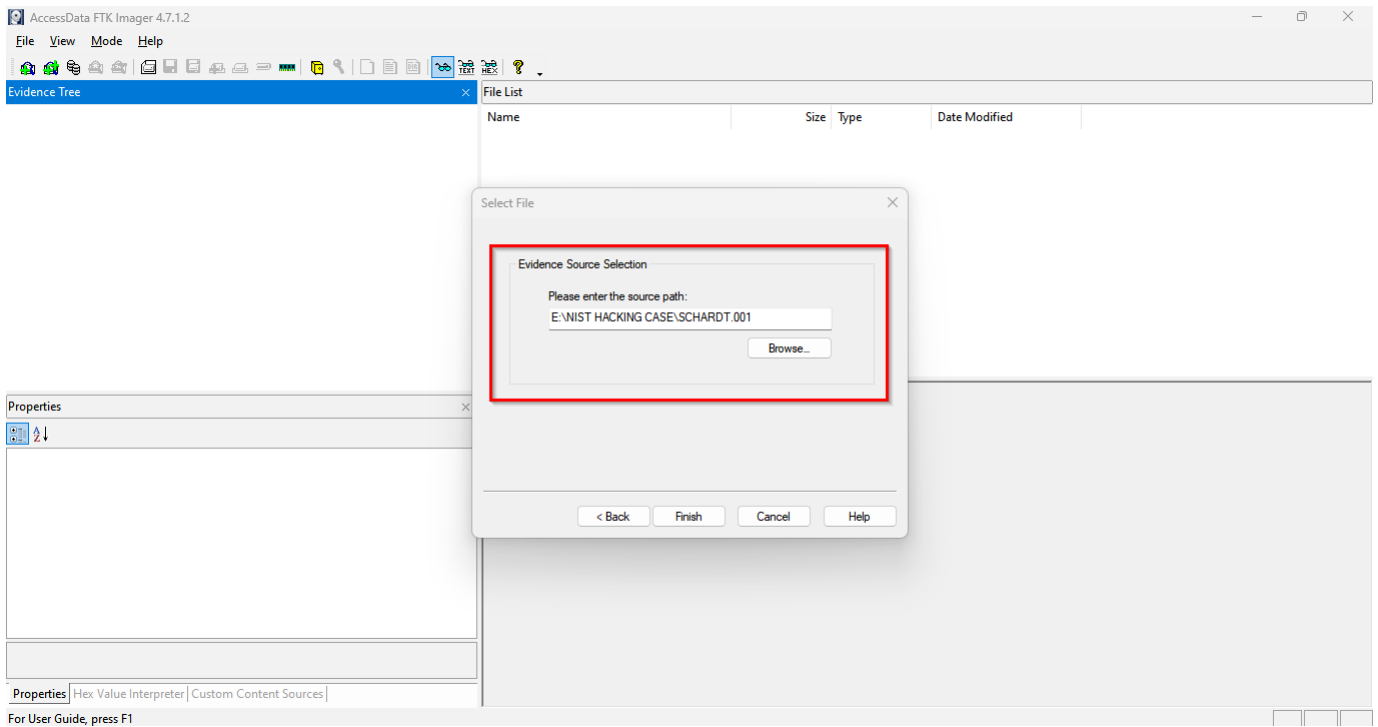 AccessData FTK Imager 4.7.1.2
File View Mode Help
TEXT HEX
Evidence Tree
File List
Name Size Type Date Modified
Select File
Evidence Source Selection
Please enter the source path:
E:\NIST HACKING CASE\SCHARDT.001
Browse...
< Back Finish Cancel Help
Properties
A
Z
Properties Hex Value Interpreter Custom Content Sources
For User Guide, press F1